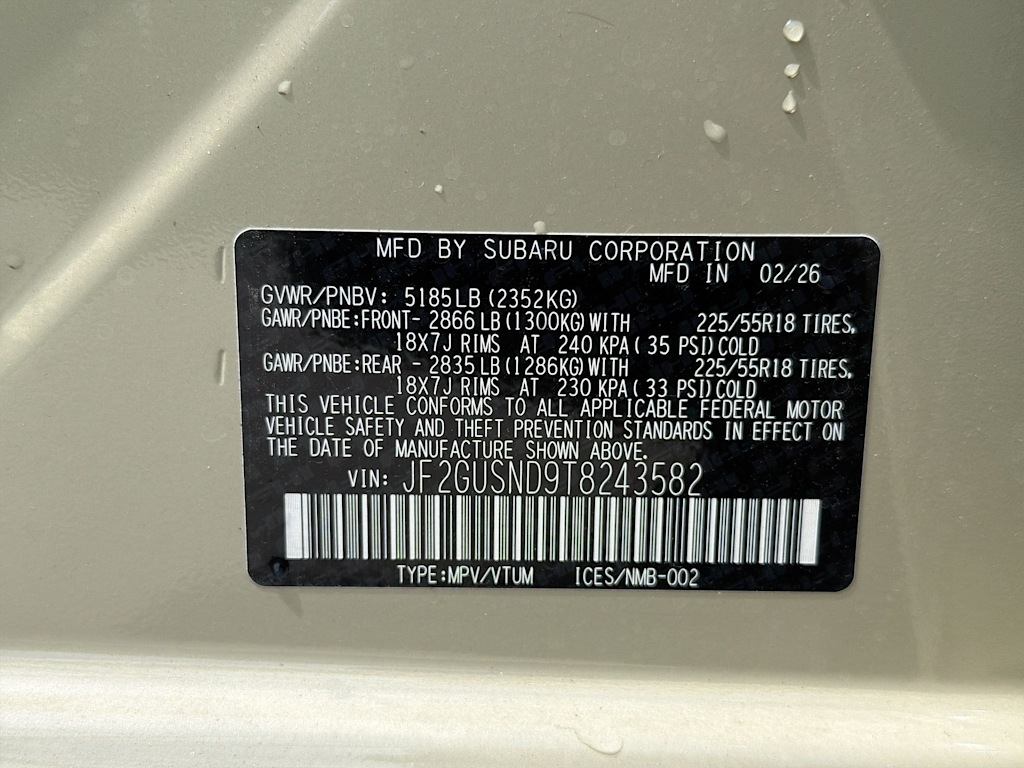 MFD BY SUBARU CORPORATION
MFD IN 02/26
GVWR/PNBV: 5185LB (2352KG)
GAWR/PNBE:FRONT- 2866 LB (1300KG) WITH 225/55R18 TIRES,
18X7J RIMS AT 240 KPA ( 35 PSI) COLD
GAWR/PNBE:REAR - 2835 LB (1286KG) WITH 225/55R18 TIRES,
18X7J RIMS AT 230 KPA ( 33 PSI) COLD
THIS VEHICLE CONFORMS TO ALL APPLICABLE FEDERAL MOTOR
VEHICLE SAFETY AND THEFT PREVENTION STANDARDS IN EFFECT ON
THE DATE OF MANUFACTURE SHOWN ABOVE.
VIN: JF2GUSND9T8243582
TYPE:MPV/VTUM ICES/NMB-002